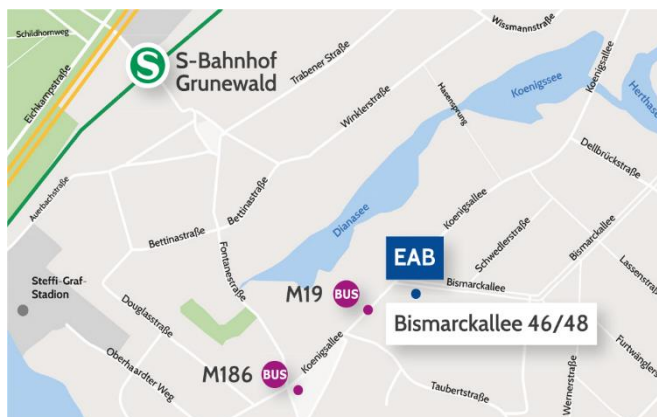 Schildhornweg
Eichkampstraße
S
S-Bahnhof
Grunewald
Trabener Straße
Wissmannstraße
Koenigsallee
Koenigssee
Herthasee
Winklerstraße
Hasensprung
Dellbrückstraße
Auerbachstraße
Bettinastraße
Bettinastraße
Dianasee
Koenigsallee
Schwedlerstraße
Bismarckallee
Lassenstraße
Fontanestraße
EAB
Steffi-Graf-
Stadion
M19
BUS
Bismarckallee
Douglasstraße
Bismarckallee 46/48
Oberhaardter Weg
M186
BUS
Koenigsallee
Taubertstraße
Wernerstraße